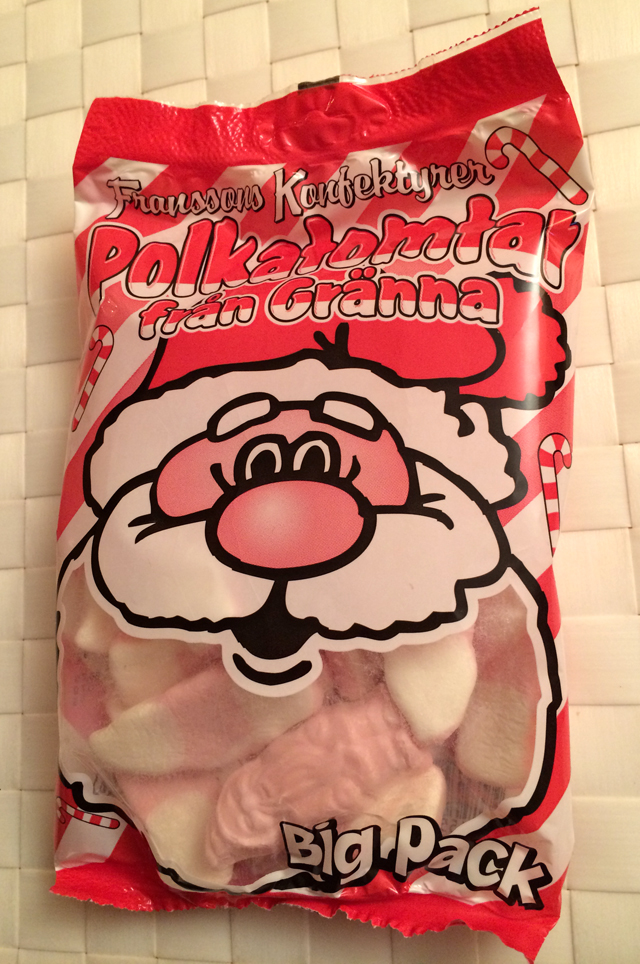 Franssons Konfektyrer
Polkatomtar
från Gränna
Big Pack